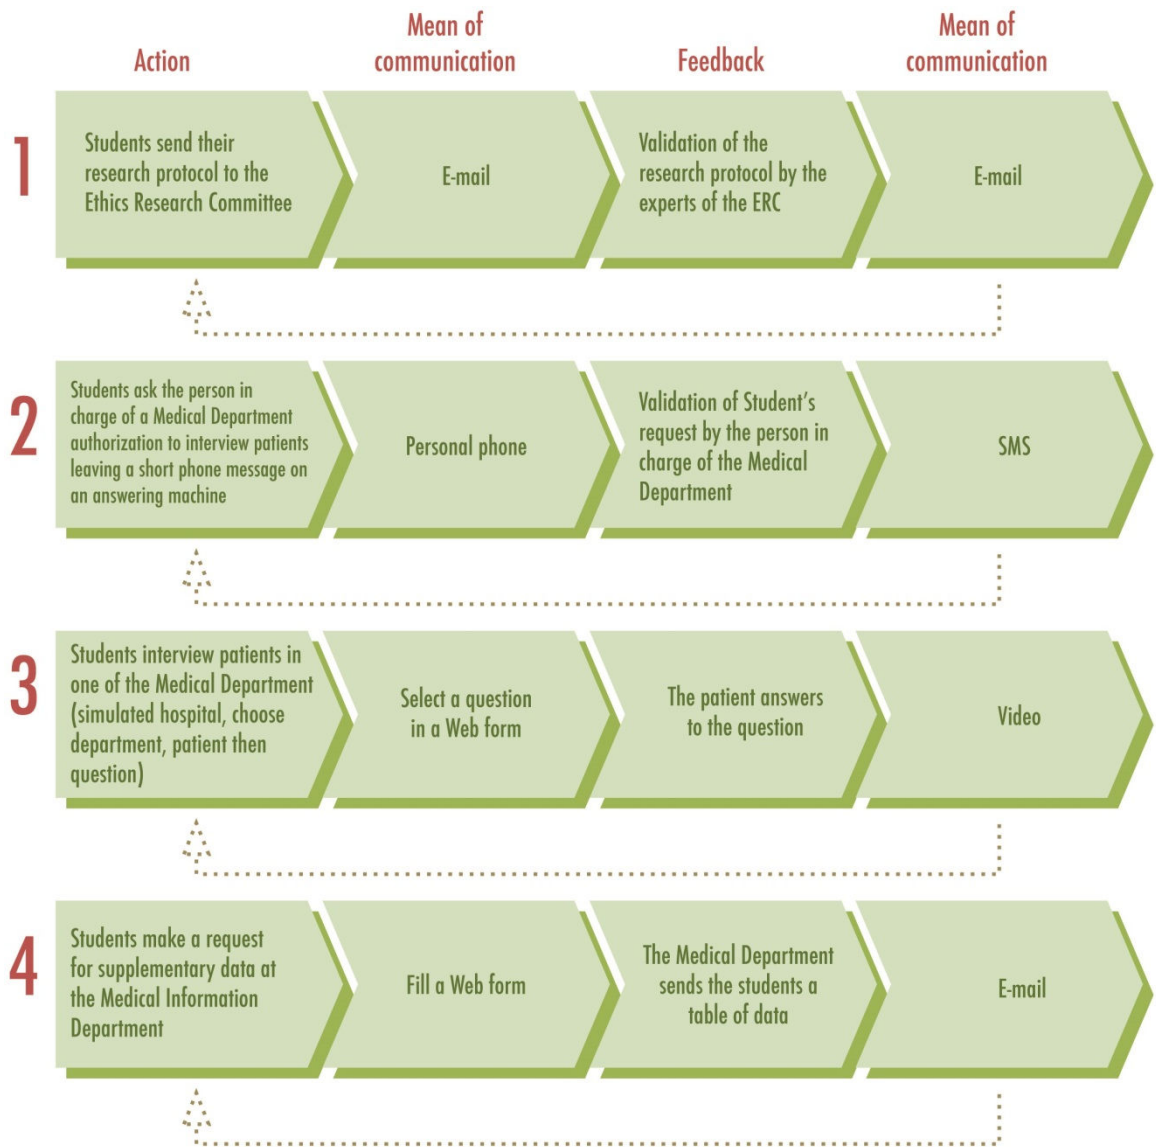 Action
Mean of
communication
Feedback
Mean of
communication
1
Students send their
research protocol to the
Ethics Research Committee
E-mail
Validation of the
research protocol by the
experts of the ERC
E-mail
2
Students ask the person in
charge of a Medical Department
authorization to interview patients
leaving a short phone message on
an answering machine
Personal phone
Validation of Student's
request by the person in
charge of the Medical
Department
SMS
3
Students interview patients in
one of the Medical Department
(simulated hospital, choose
department, patient then
question)
Select a question
in a Web form
The patient answers
to the question
Video
4
Students make a request
for supplementary data at
the Medical Information
Department
Fill a Web form
The Medical Department
sends the students a
table of data
E-mail